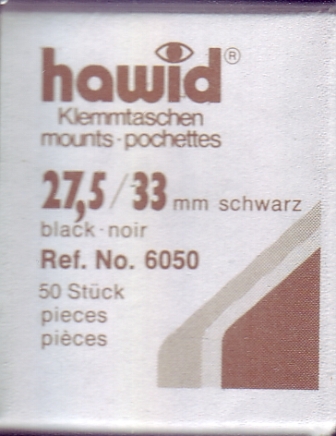 hawid®
Klemmtaschen
mounts·pochettes
27,5/33 mm schwarz
black·noir
Ref. No. 6050
50 Stück
pieces
pièces